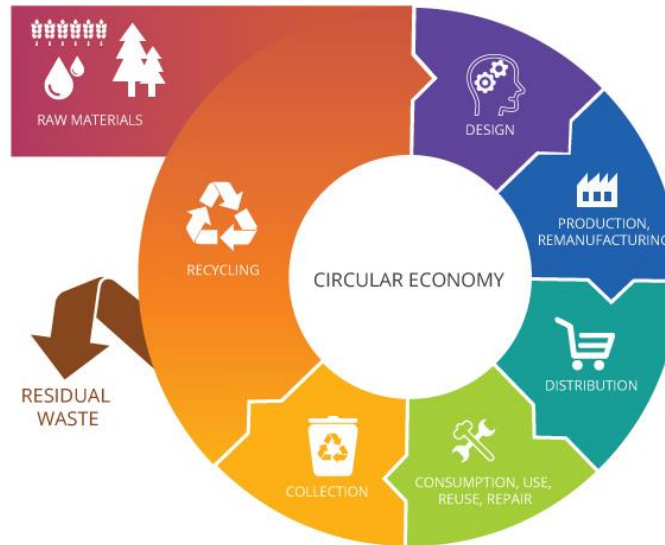 RAW MATERIALS
DESIGN
PRODUCTION,
REMANUFACTURING
RECYCLING
CIRCULAR ECONOMY
DISTRIBUTION
RESIDUAL
WASTE
CONSUMPTION, USE,
REUSE, REPAIR
COLLECTION